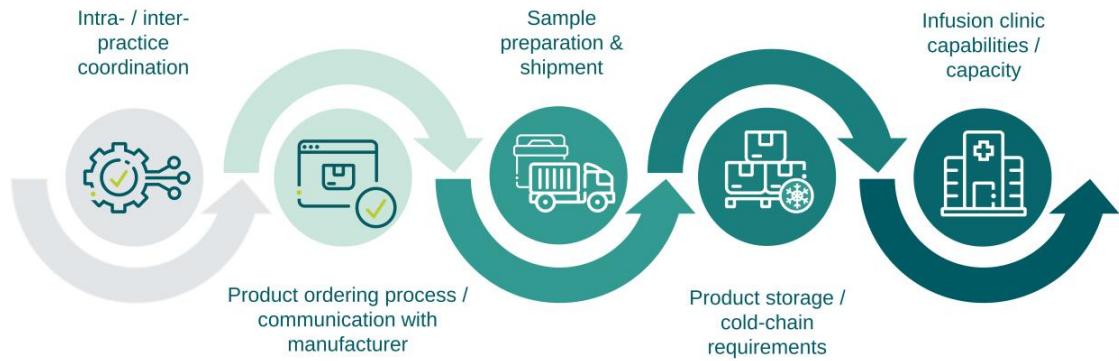 Intra- / inter-
practice
coordination
Product ordering process /
communication with
manufacturer
Sample
preparation &
shipment
Product storage /
cold-chain
requirements
Infusion clinic
capabilities /
capacity